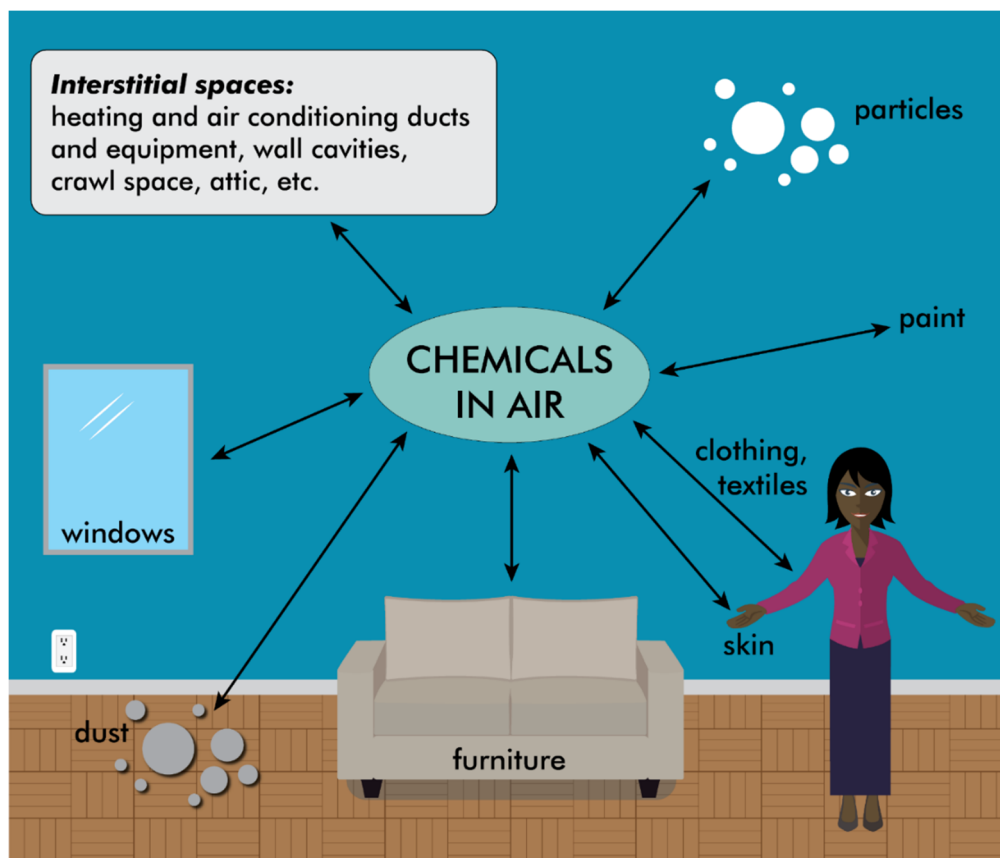 Interstitial spaces:
heating and air conditioning ducts
and equipment, wall cavities,
crawl space, attic, etc.
particles
paint
CHEMICALS
IN AIR
clothing,
textiles
windows
skin
dust
furniture